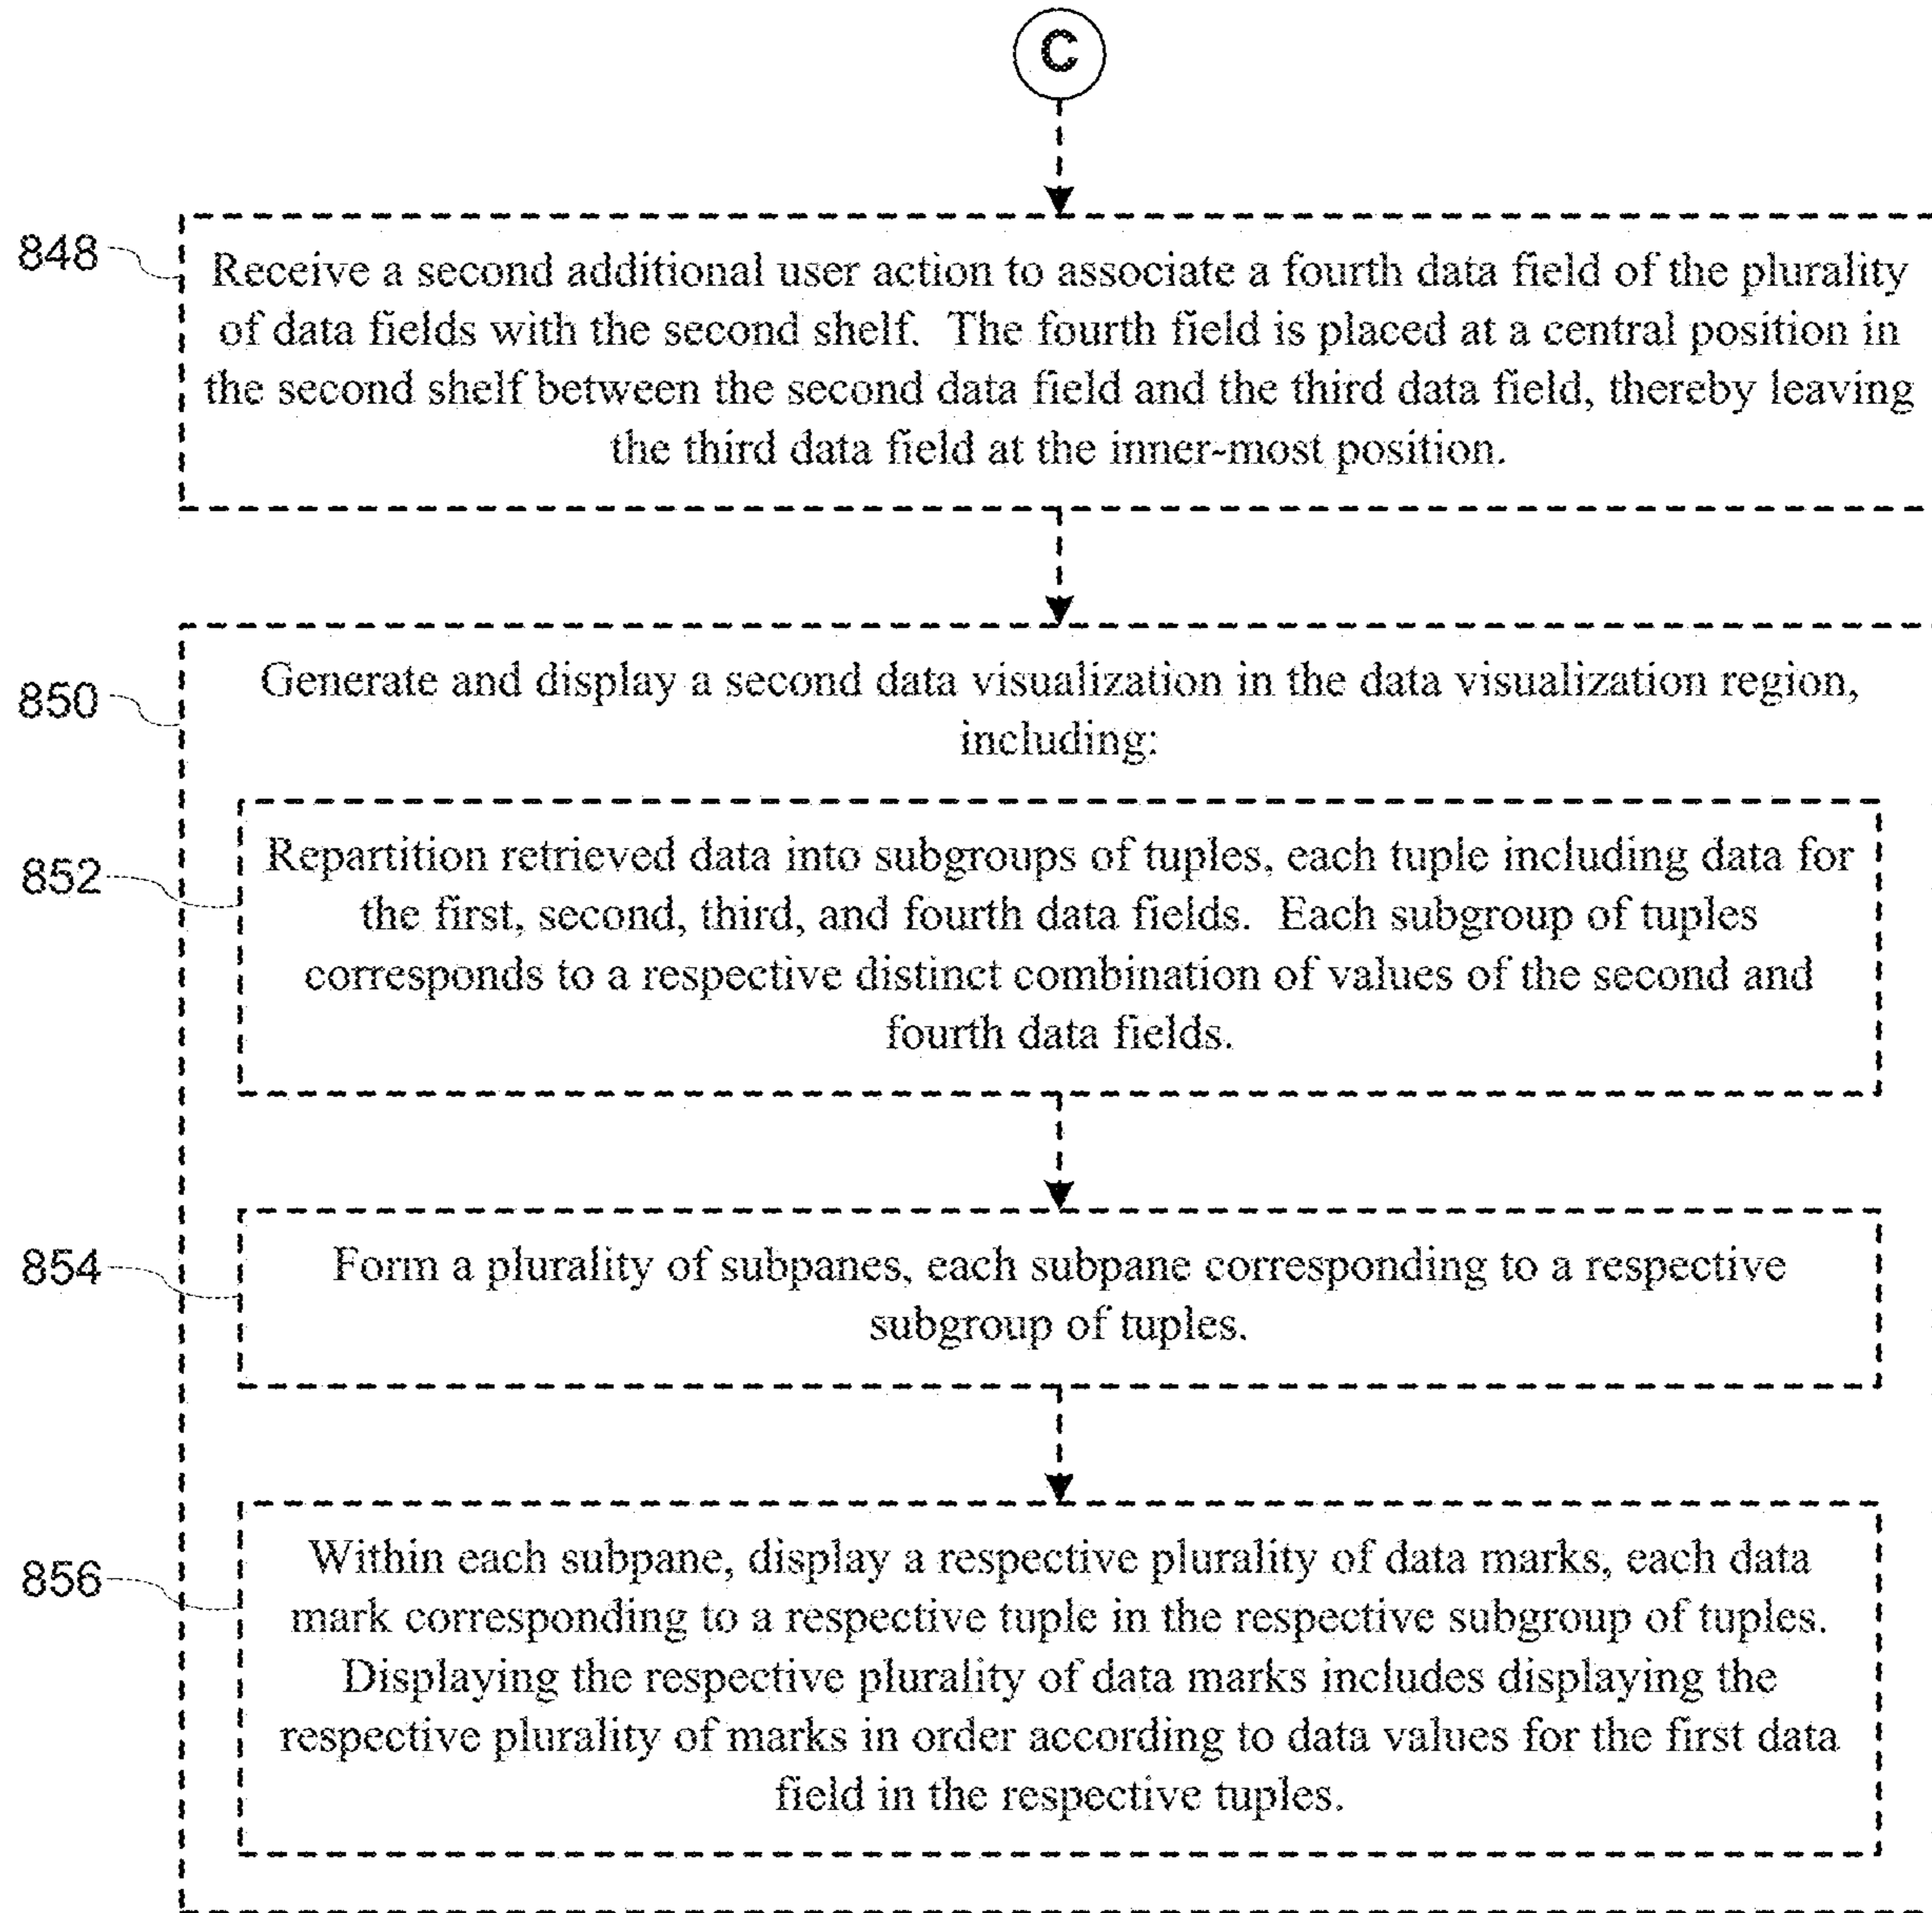 C
848
Receive a second additional user action to associate a fourth data field of the plurality
of data fields with the second shelf. The fourth field is placed at a central position in
the second shelf between the second data field and the third data field, thereby leaving
the third data field at the inner-most position.
850
Generate and display a second data visualization in the data visualization region,
including:
852
Repartition retrieved data into subgroups of tuples, each tuple including data for
the first, second, third, and fourth data fields. Each subgroup of tuples
corresponds to a respective distinct combination of values of the second and
fourth data fields.
854
Form a plurality of subpanes, each subpane corresponding to a respective
subgroup of tuples.
856
Within each subpane, display a respective plurality of data marks, each data
mark corresponding to a respective tuple in the respective subgroup of tuples.
Displaying the respective plurality of data marks includes displaying the
respective plurality of marks in order according to data values for the first data
field in the respective tuples.